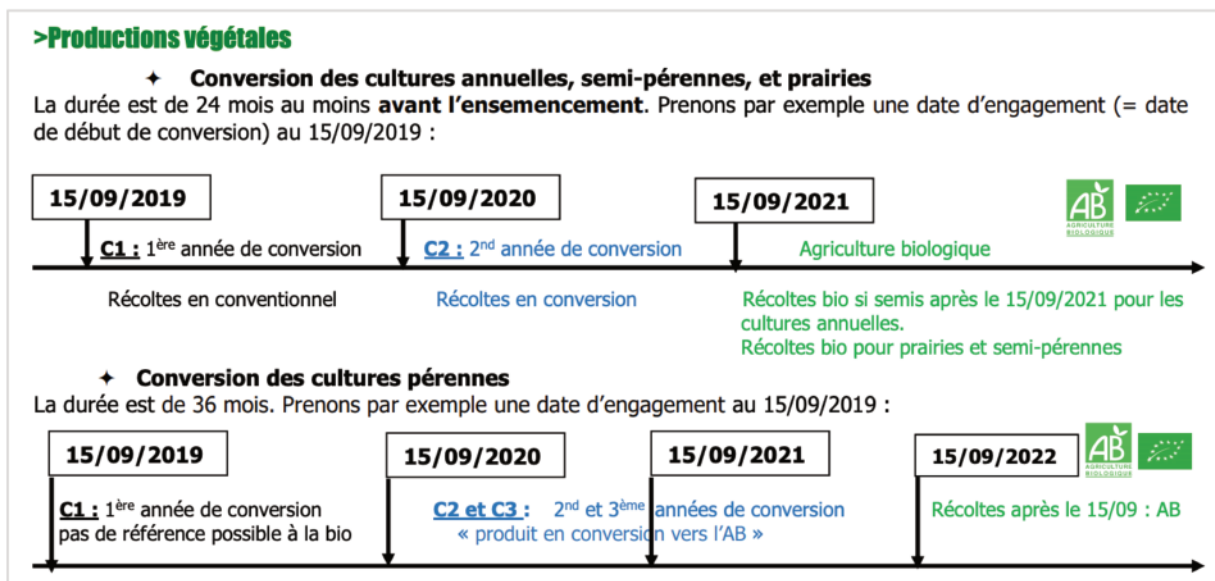 >Productions végétales
✦ Conversion des cultures annuelles, semi-pérennes, et prairies
La durée est de 24 mois au moins avant l'ensemencement. Prenons par exemple une date d'engagement (= date
de début de conversion) au 15/09/2019 :
15/09/2019
15/09/2020
15/09/2021
AB
AGRICULTURE
BIOLOGIQUE
C1 : 1ère année de conversion
C2 : 2nd année de conversion
Agriculture biologique
Récoltes en conventionnel
Récoltes en conversion
Récoltes bio si semis après le 15/09/2021 pour les
cultures annuelles.
Récoltes bio pour prairies et semi-pérennes
✦ Conversion des cultures pérennes
La durée est de 36 mois. Prenons par exemple une date d'engagement au 15/09/2019 :
15/09/2019
15/09/2020
15/09/2021
15/09/2022
AB
AGRICULTURE
BIOLOGIQUE
C1 : 1ère année de conversion
pas de référence possible à la bio
C2 et C3 : 2nd et 3ème années de conversion
« produit en conversion vers l'AB »
Récoltes après le 15/09 : AB